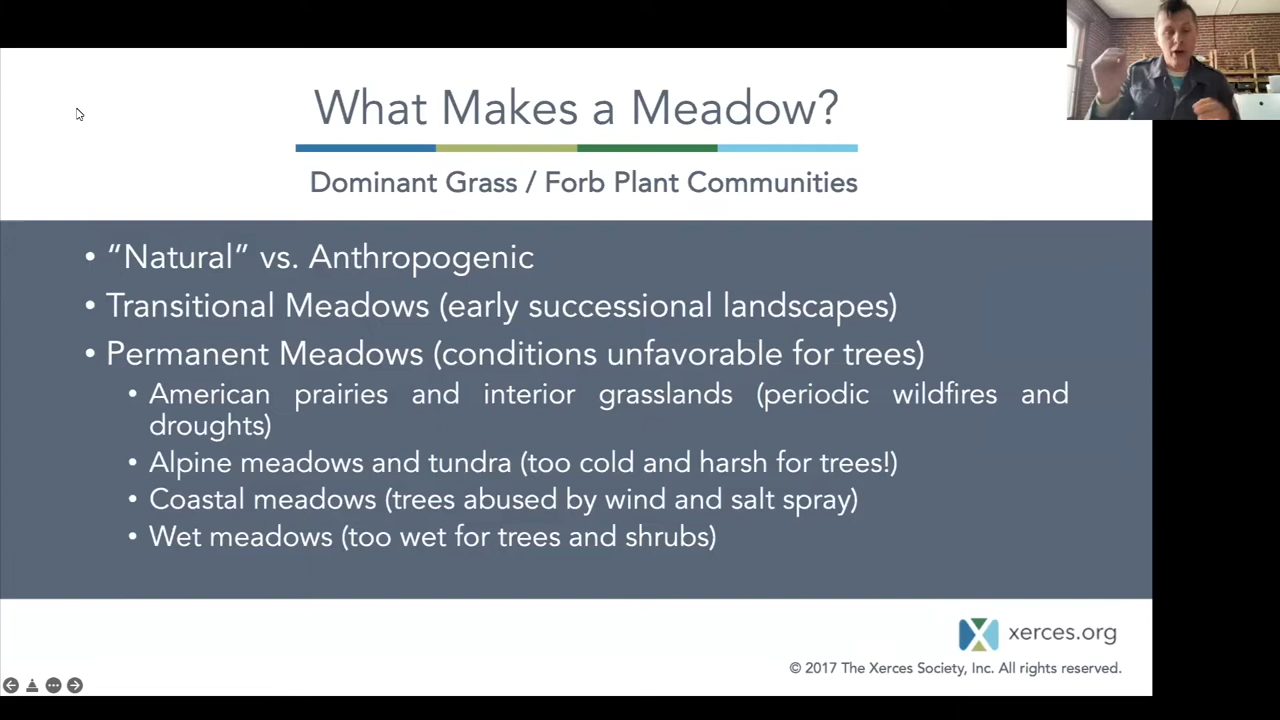 What Makes a Meadow?
Dominant Grass / Forb Plant Communities
• “Natural” vs. Anthropogenic
• Transitional Meadows (early successional landscapes)
• Permanent Meadows (conditions unfavorable for trees)
• American prairies and interior grasslands (periodic wildfires and
droughts)
• Alpine meadows and tundra (too cold and harsh for trees!)
• Coastal meadows (trees abused by wind and salt spray)
• Wet meadows (too wet for trees and shrubs)
xerces.org
© 2017 The Xerces Society, Inc. All rights reserved.